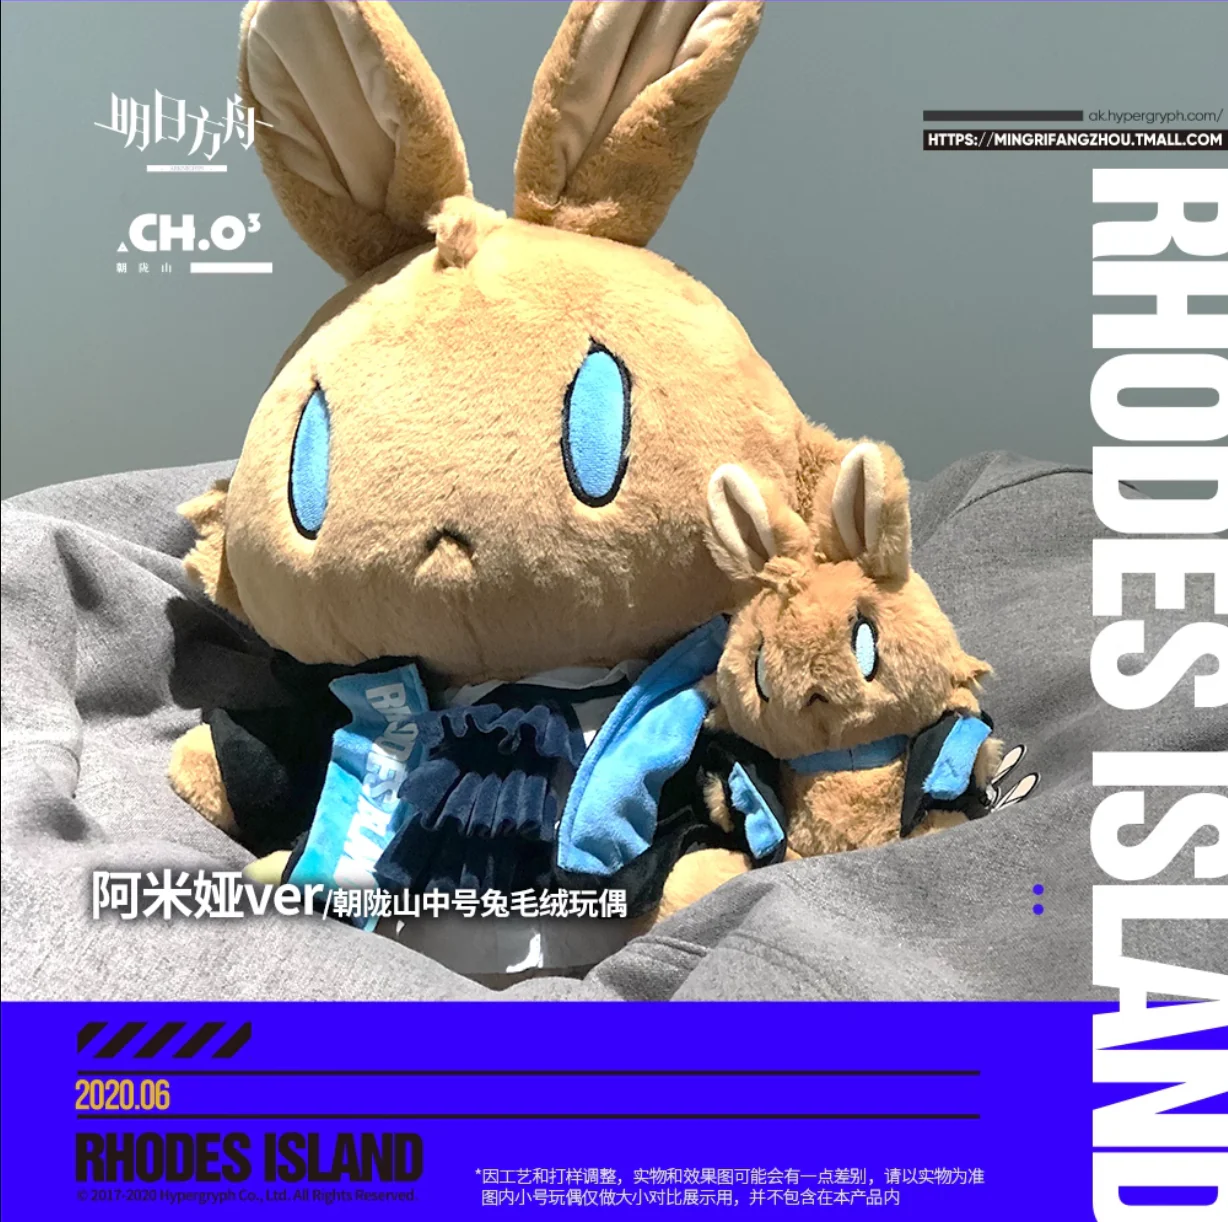 明日方舟
CH.O³
朝陇山
ak.hypergryph.com/
HTTPS://MINGRIFANGZHOU.TMALL.COM
RHODES ISLAND
RHODES
阿米娅ver/朝陇山中号兔毛绒玩偶
2020.06
RHODES ISLAND
© 2017-2020 Hypergryph Co., Ltd. All Rights Reserved.
*因工艺和打样调整，实物和效果图可能会有一点差别，请以实物为准
图内小号玩偶仅做大小对比展示用，并不包含在本产品内